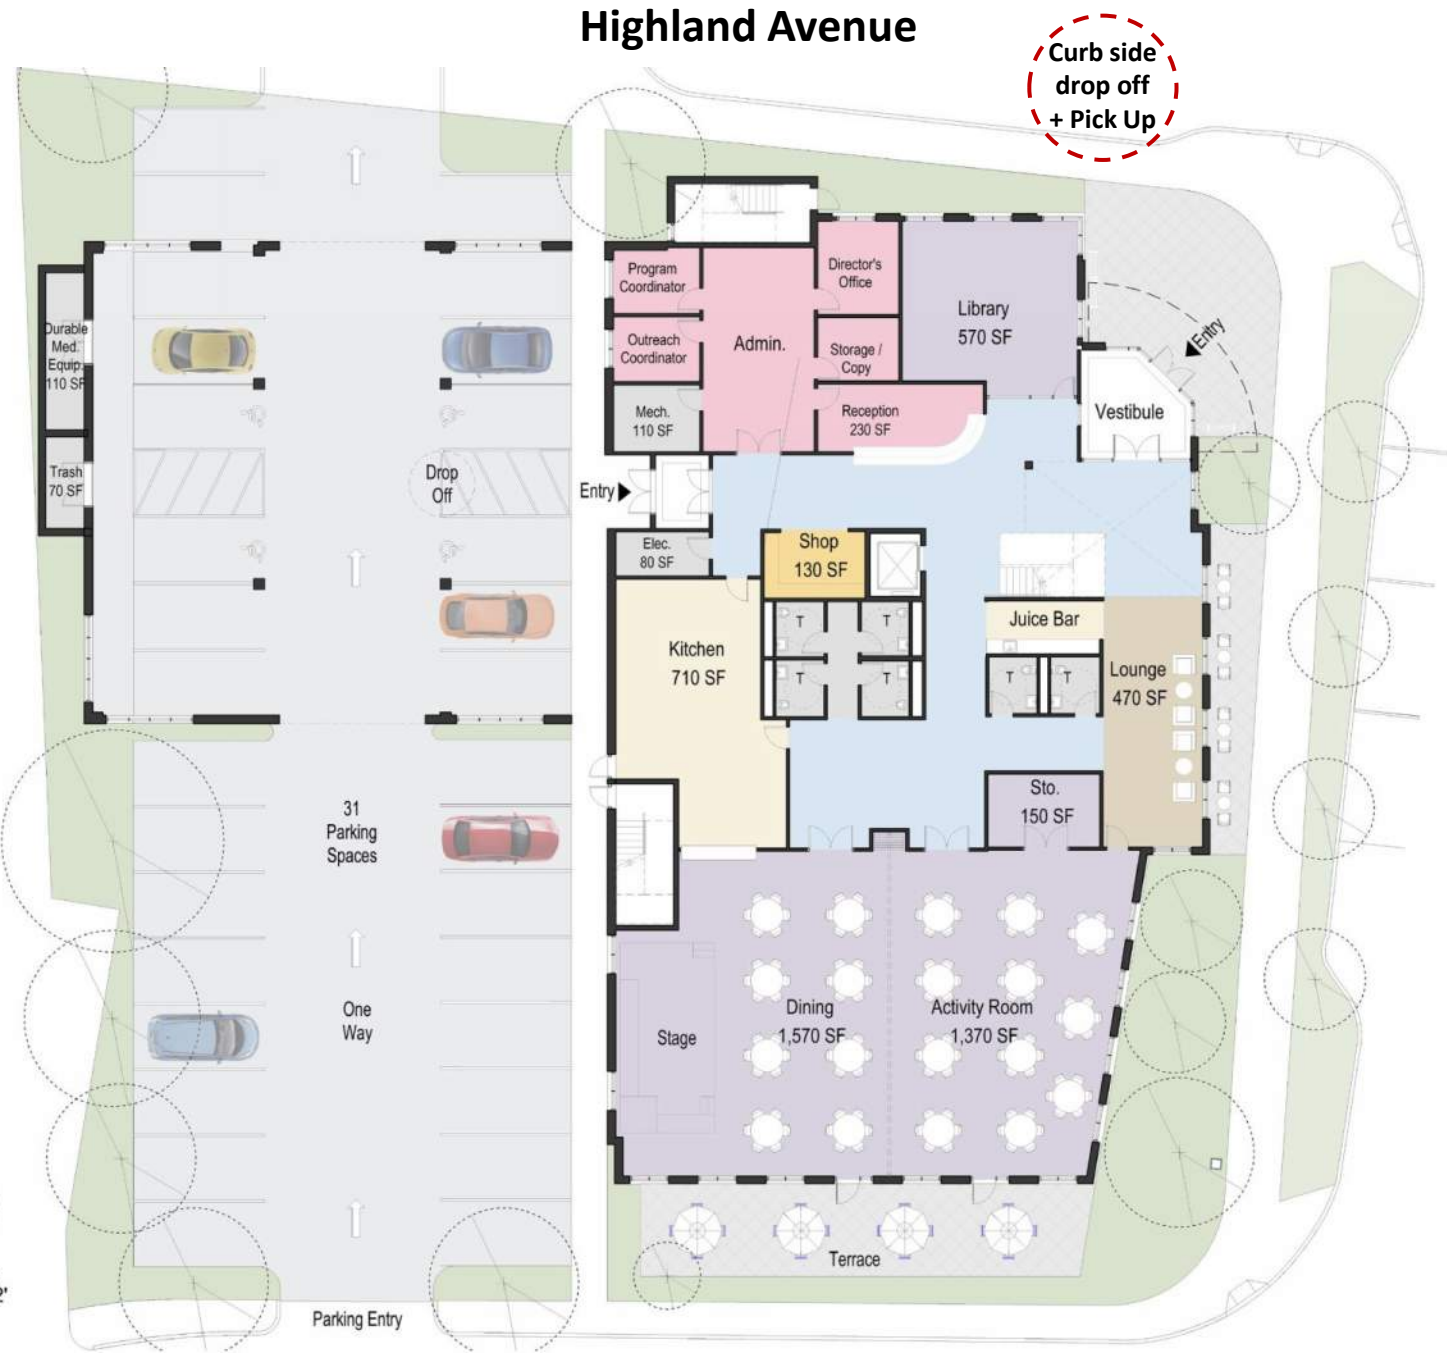 Highland Avenue
Curb side
drop off
+ Pick Up
Program
Coordinator
Director's
Office
Library
570 SF
Entry
Durable
Med.
Equip.
110 SF
Outreach
Coordinator
Admin.
Storage /
Copy
Mech.
110 SF
Reception
230 SF
Vestibule
Trash
70 SF
Drop
Off
Entry
Elec.
80 SF
Shop
130 SF
T
T
Juice Bar
Kitchen
710 SF
T
T
T
T
Lounge
470 SF
Sto.
150 SF
31
Parking
Spaces
One
Way
Stage
Dining
1,570 SF
Activity Room
1,370 SF
Terrace
2'
Parking Entry